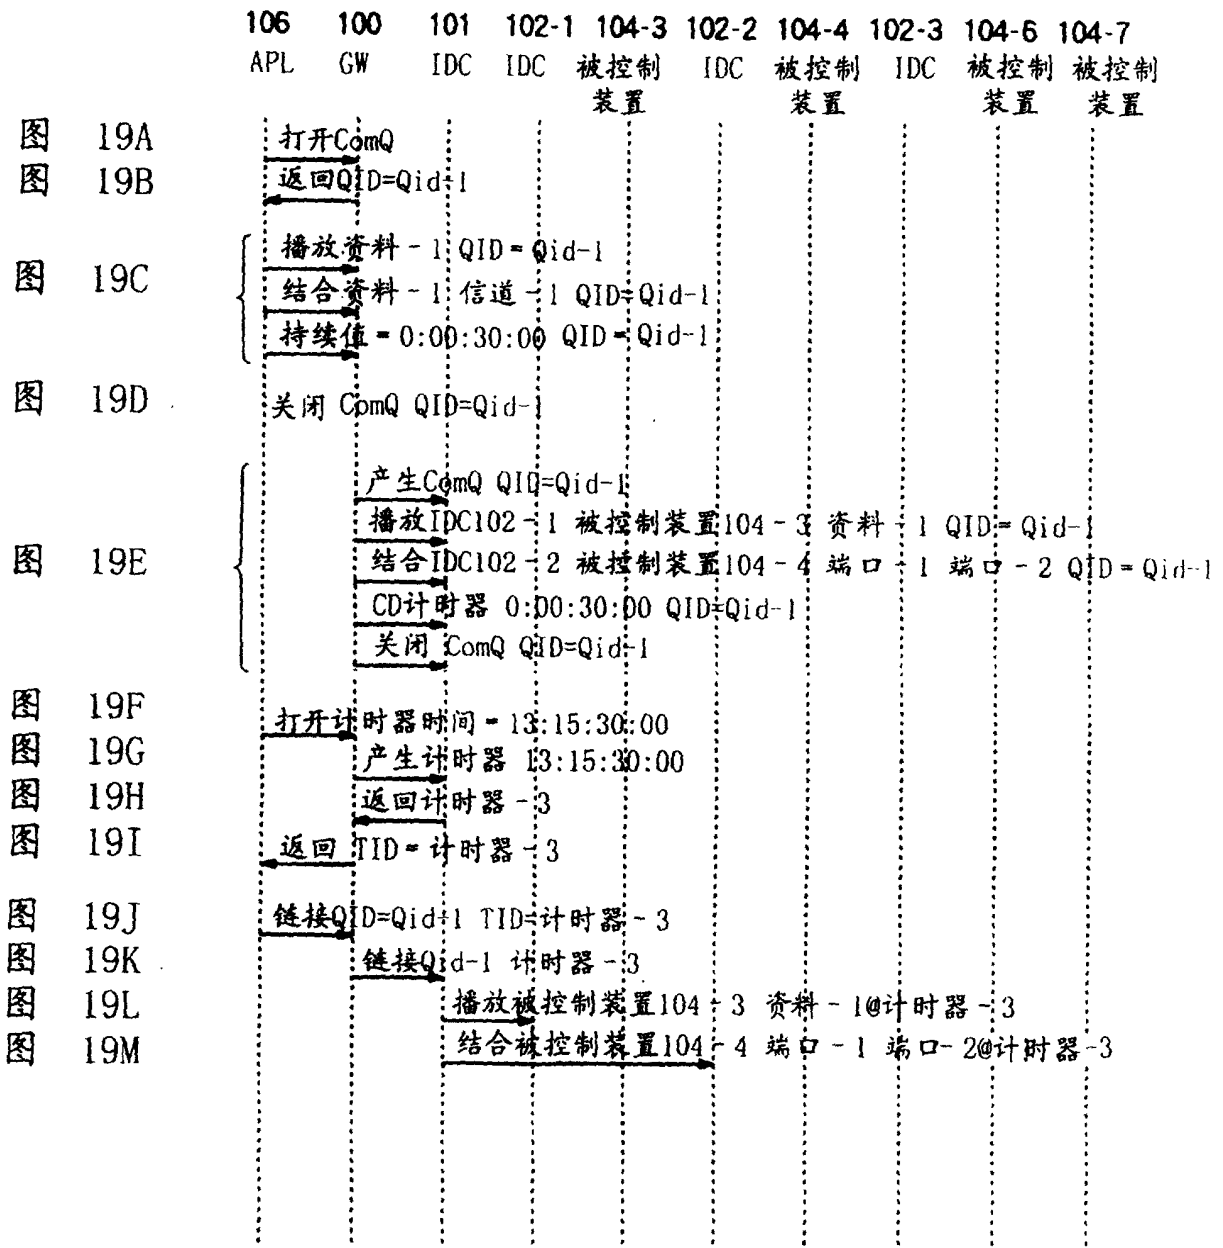 106 100 101 102-1 104-3 102-2 104-4 102-3 104-6 104-7
APL GW IDC IDC 被控制 IDC 被控制 IDC 被控制 被控制
装置 装置 装置 装置
图 19A 打开ComQ
图 19B 返回QID=Qid-1
播放资料-1 QID=Qid-1
图 19C 结合资料-1 信道-1 QID=Qid-1
持续值=0:00:30:00 QID=Qid-1
图 19D 关闭 ComQ QID=Qid-1
产生ComQ QID=Qid-1
播放IDC102-1 被控制装置104-3 资料-1 QID=Qid-1
图 19E 结合IDC102-2 被控制装置104-4 端口-1 端口-2 QID=Qid-1
CD计时器 0:00:30:00 QID=Qid-1
关闭 ComQ QID=Qid-1
图 19F 打开计时器时间=13:15:30:00
图 19G 产生计时器 13:15:30:00
图 19H 返回计时器-3
图 19I 返回 TID=计时器-3
图 19J 链接QID=Qid-1 TID=计时器-3
图 19K 链接Qid-1 计时器-3
图 19L 播放被控制装置104-3 资料-1@计时器-3
图 19M 结合被控制装置104-4 端口-1 端口-2@计时器-3